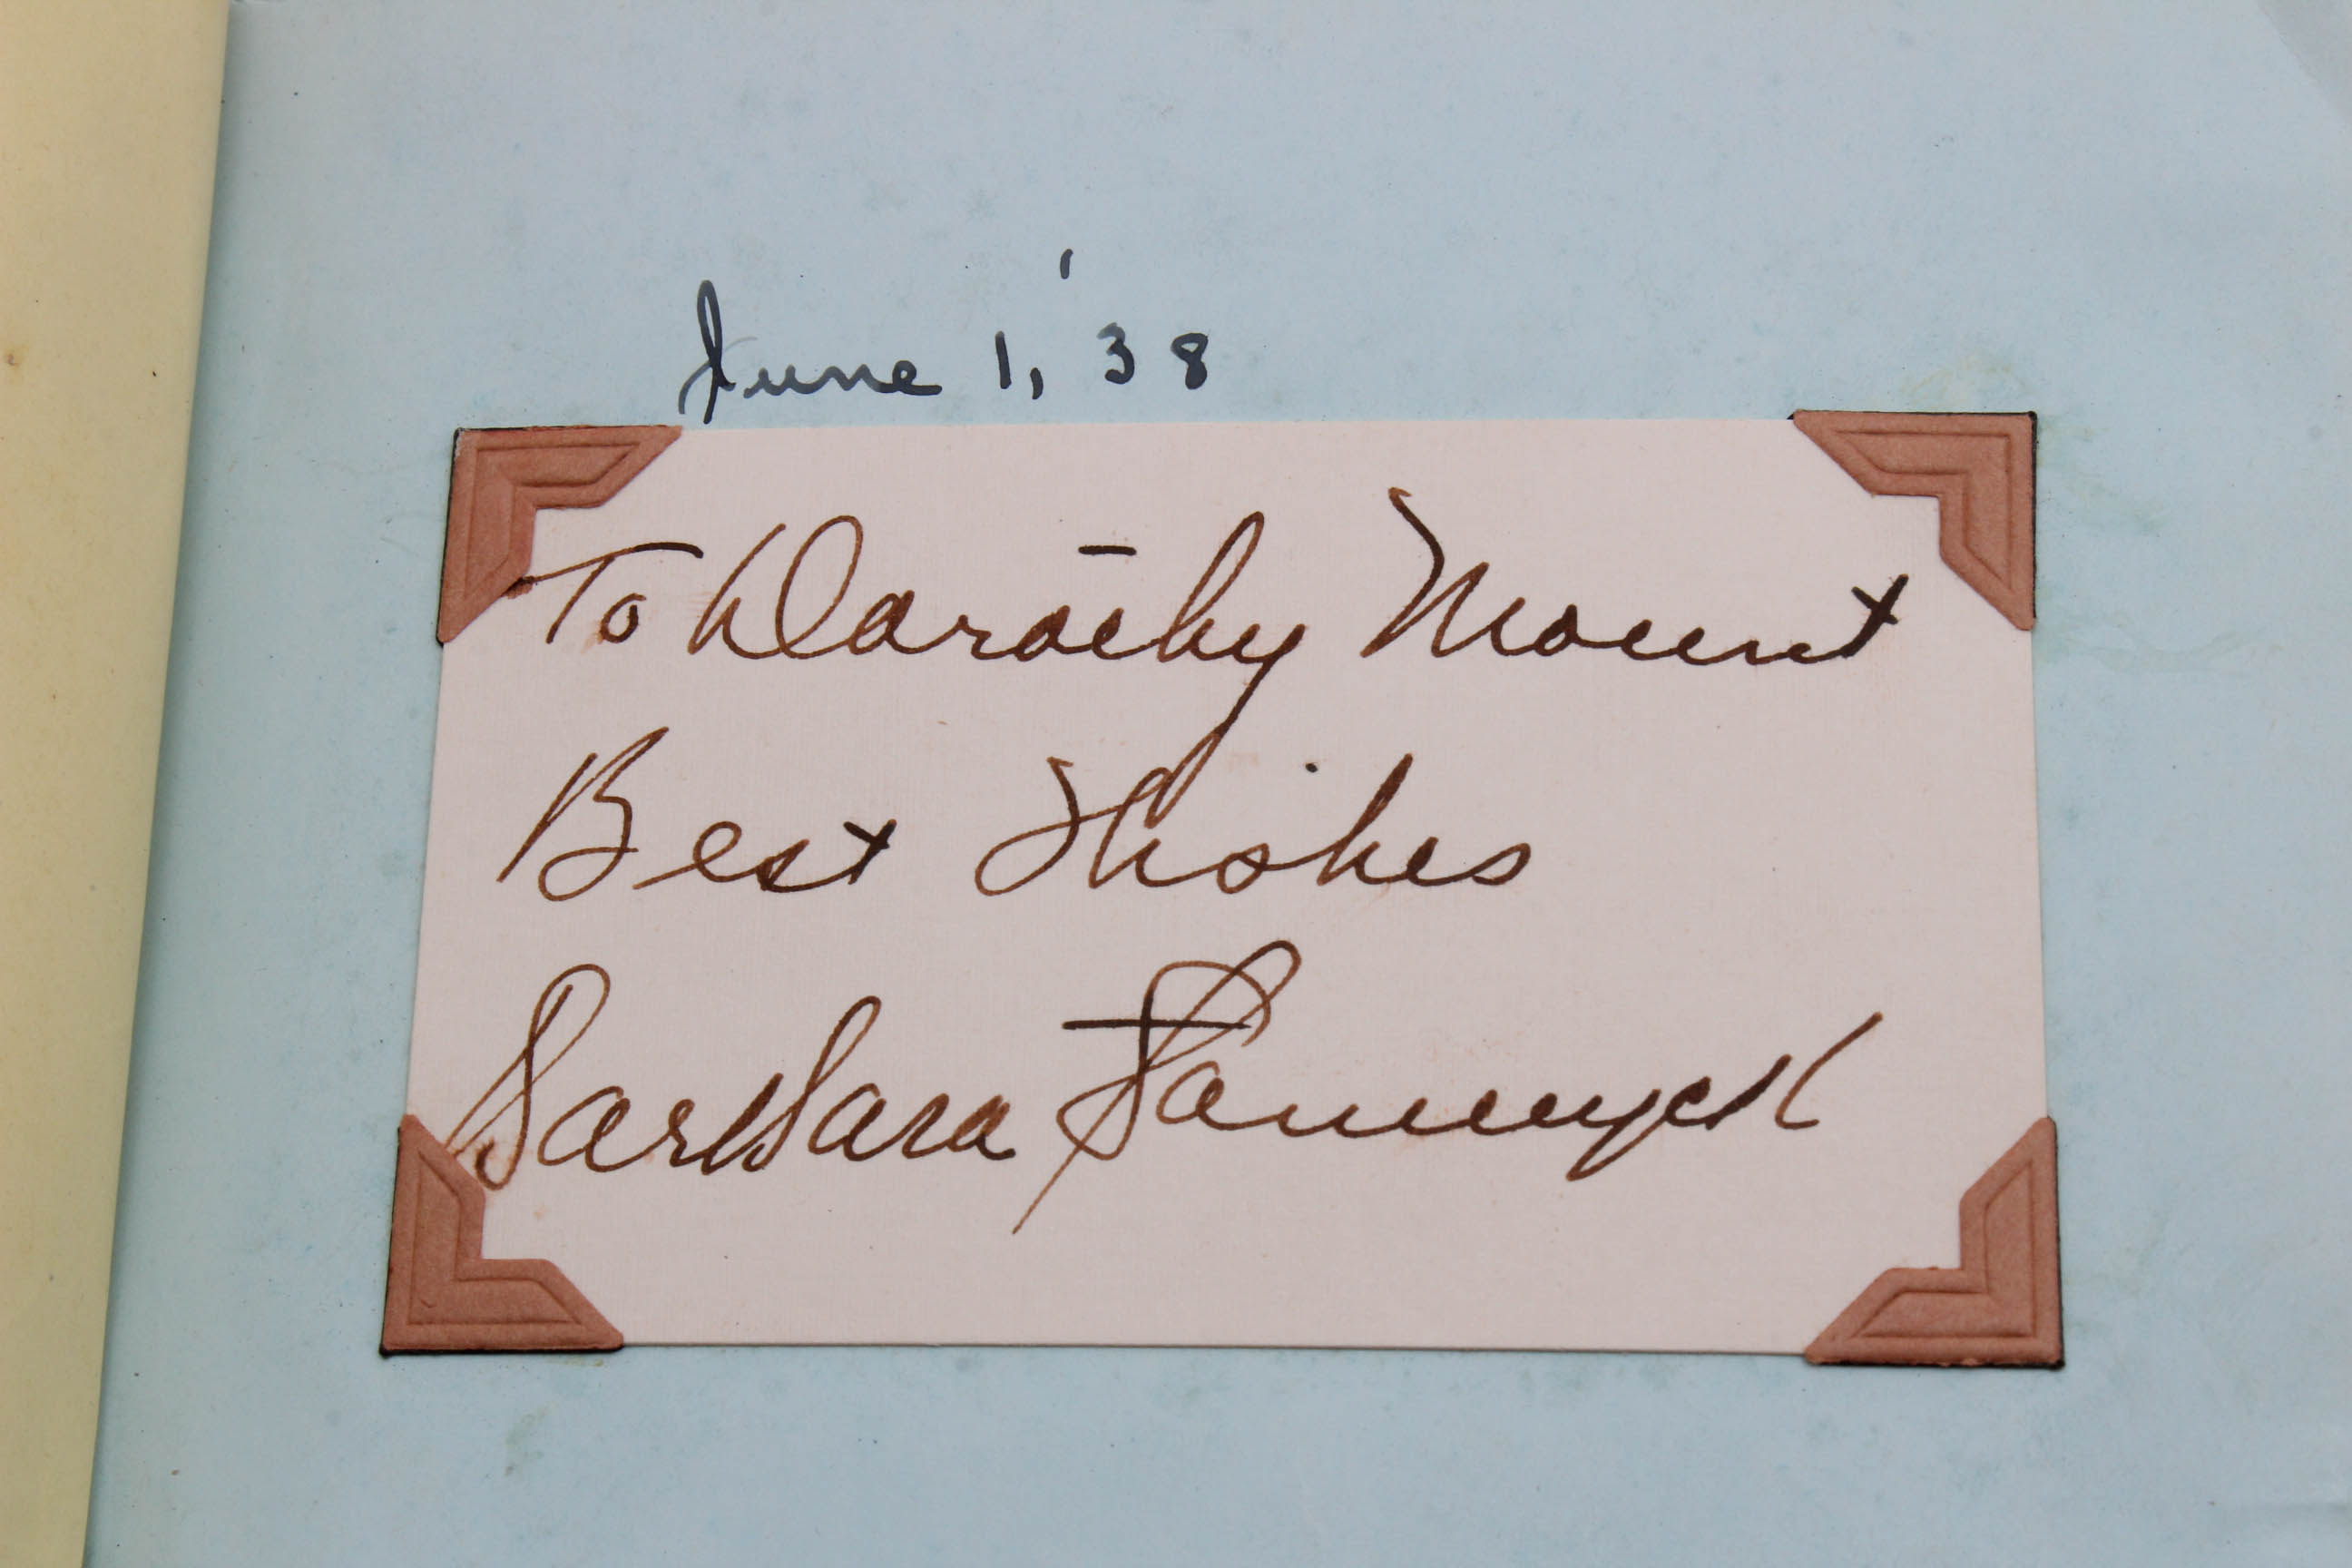 June 1, '38
To Dorothy Mount
Best Wishes
Barbara Stanwyck